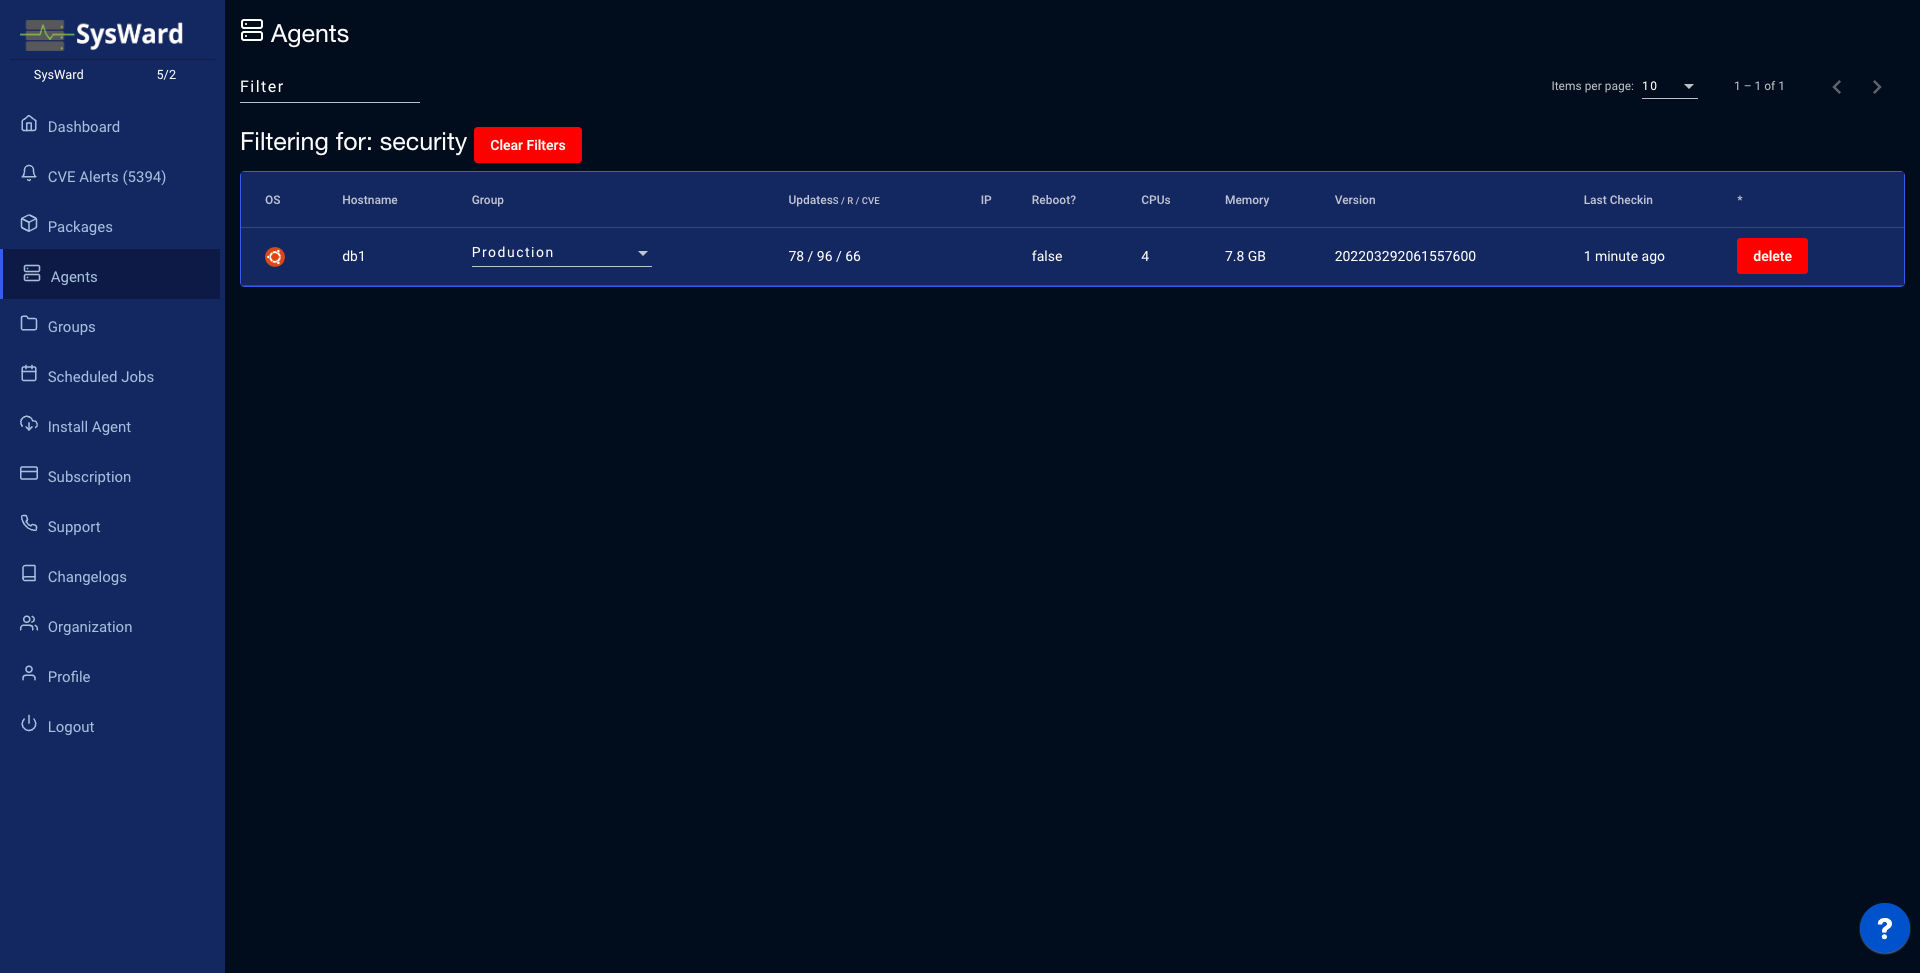 SysWard
SysWard 5/2
Dashboard
CVE Alerts (5394)
Packages
Agents
Groups
Scheduled Jobs
Install Agent
Subscription
Support
Changelogs
Organization
Profile
Logout
Agents
Filter
Items per page: 10 1 – 1 of 1
Filtering for: security Clear Filters
OS Hostname Group Updates S / R / CVE IP Reboot? CPUs Memory Version Last Checkin *
db1 Production 78 / 96 / 66 false 4 7.8 GB 202203292061557600 1 minute ago delete
?